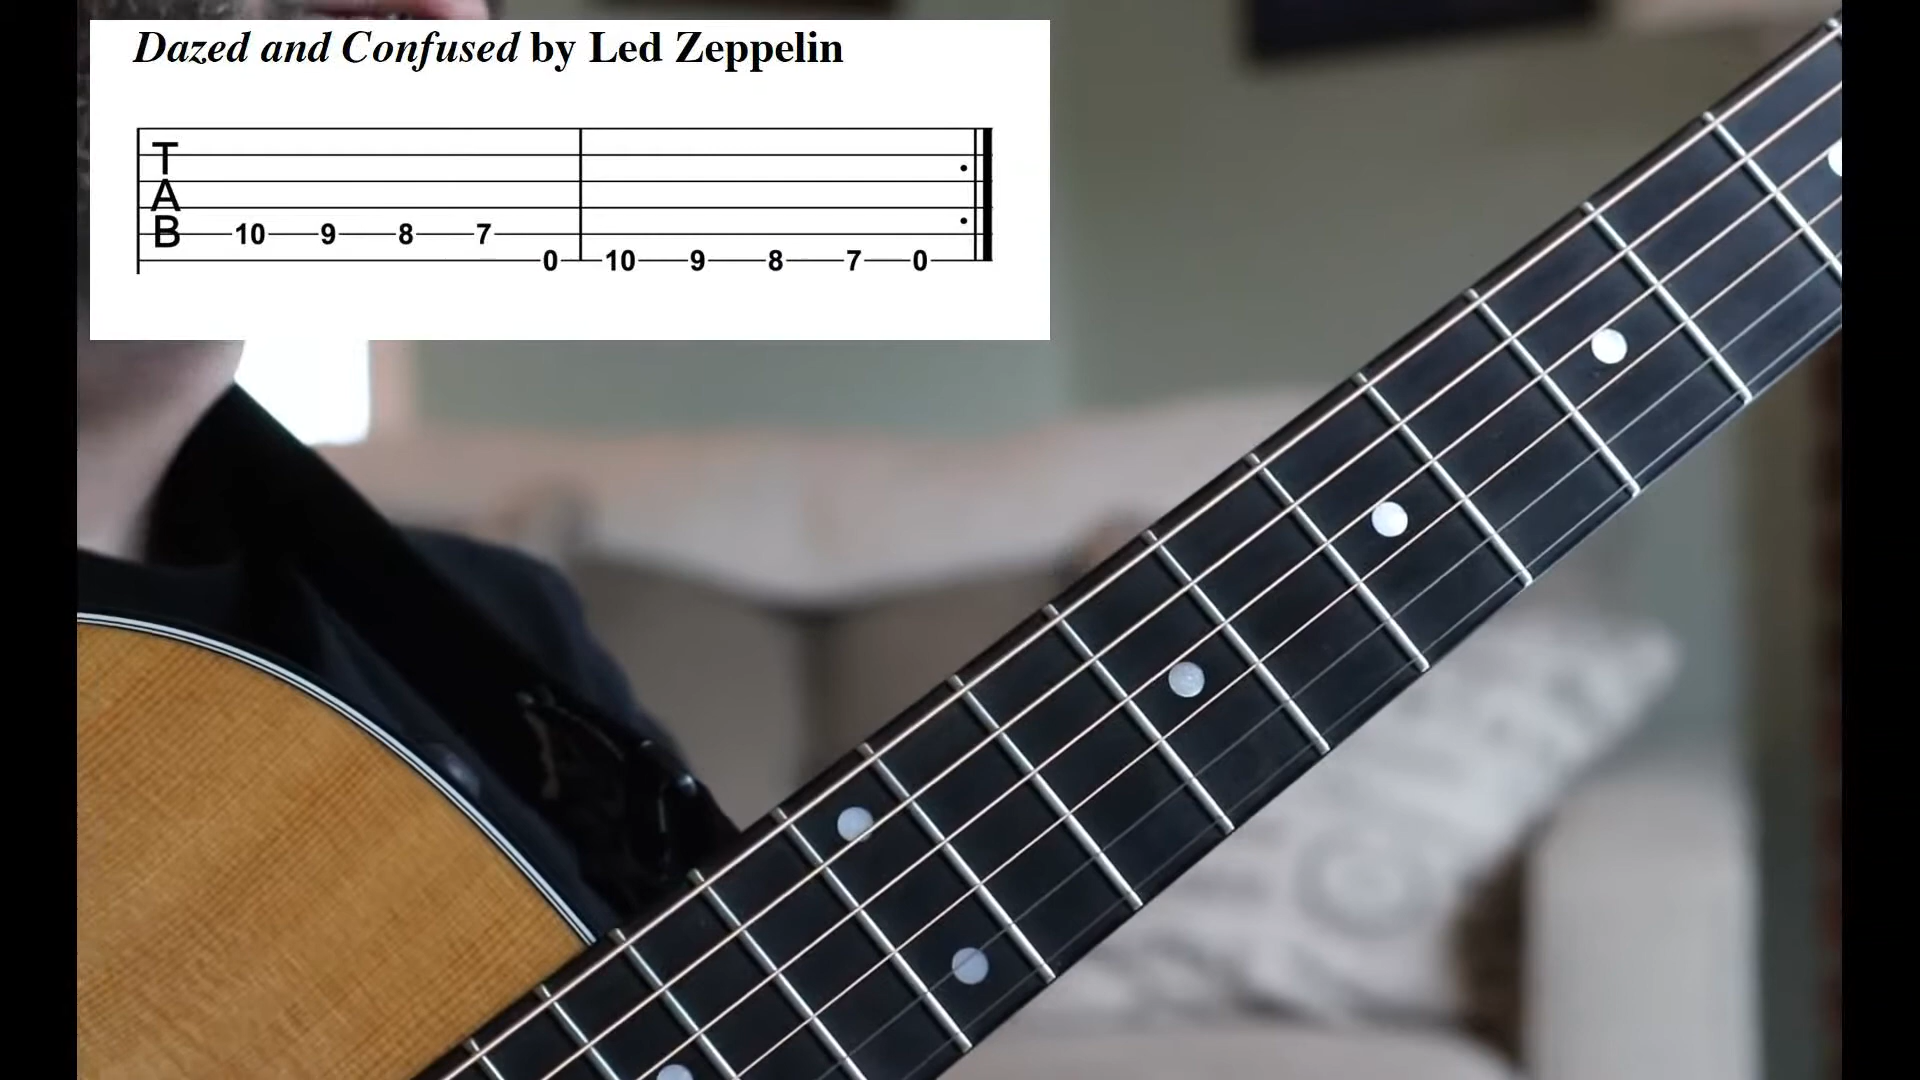 Dazed and Confused by Led Zeppelin
T
A
B
10 9 8 7
0 10 9 8 7 0